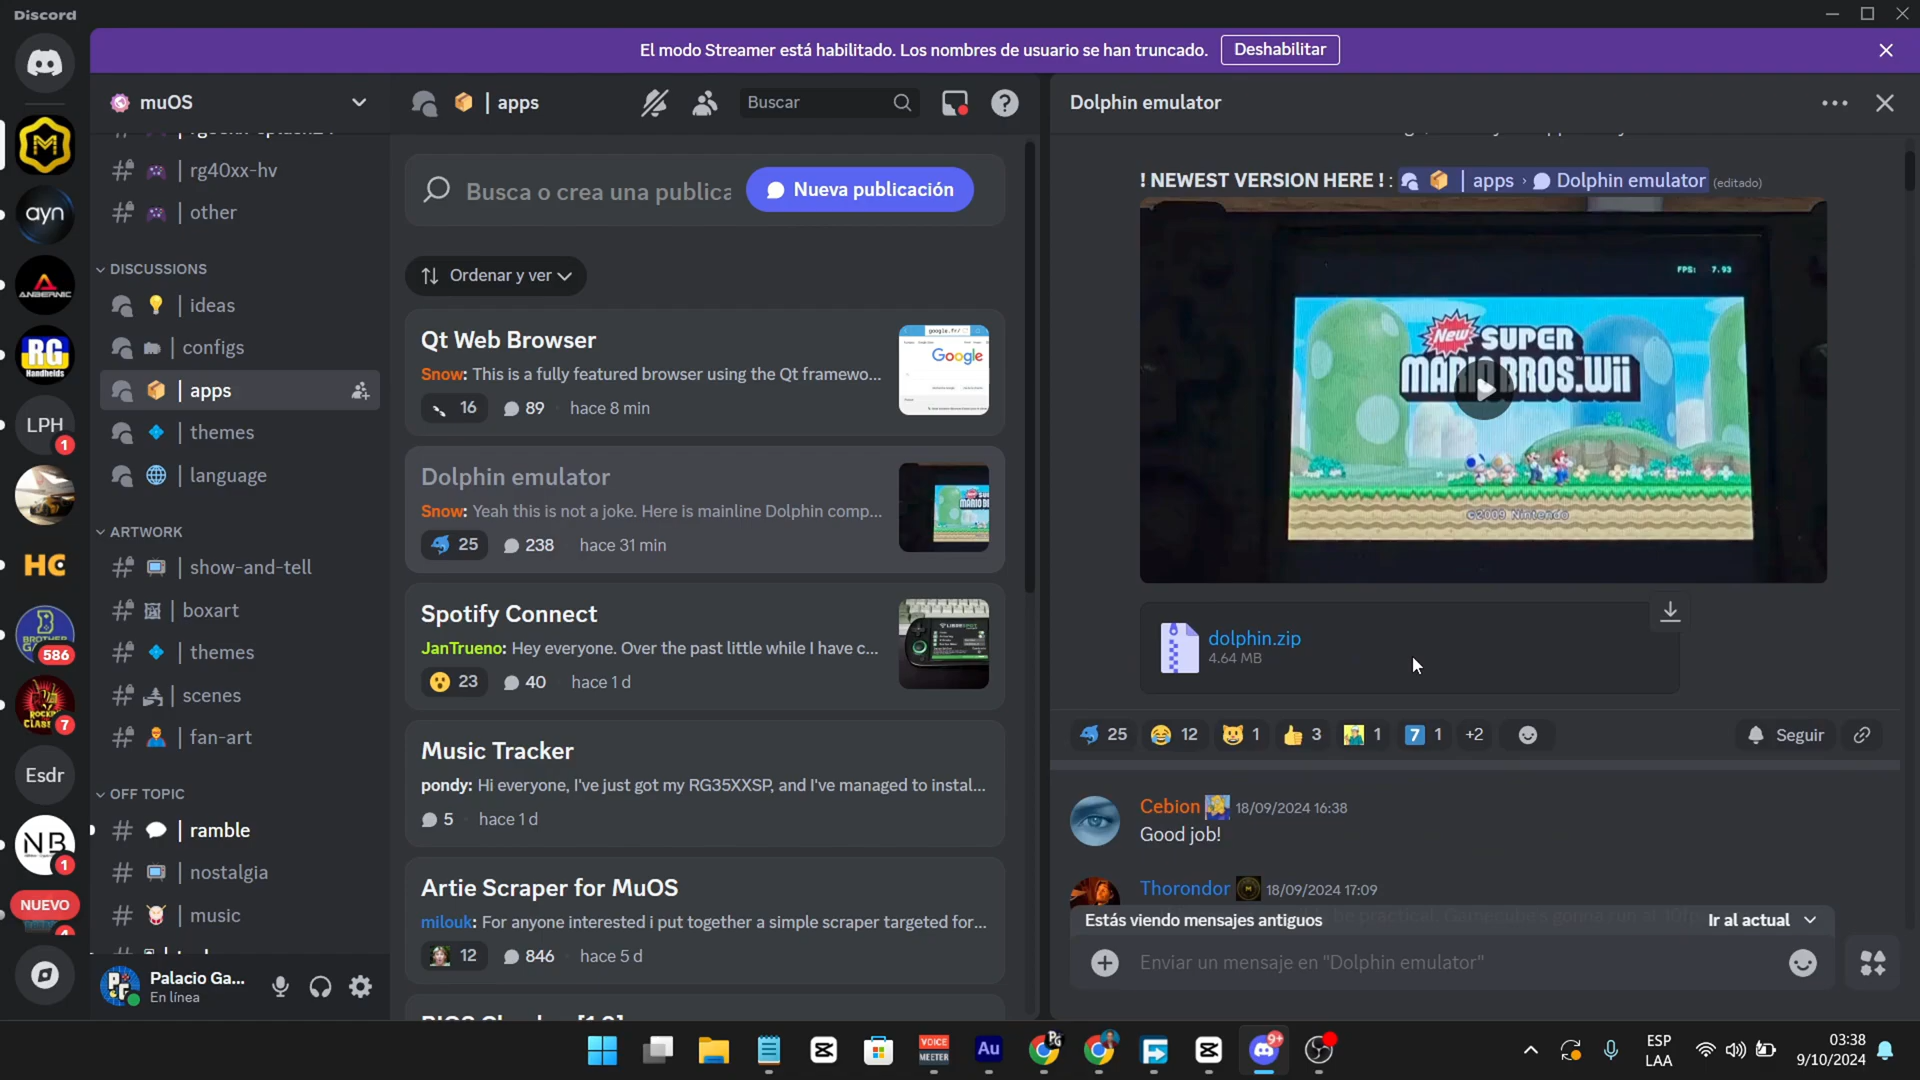 Discord
El modo Streamer está habilitado. Los nombres de usuario se han truncado.
Deshabilitar
muOS
| rg40xx-hv
| other
DISCUSSIONS
| ideas
| configs
| apps
| themes
| language
ARTWORK
| show-and-tell
| boxart
| themes
| scenes
| fan-art
OFF TOPIC
| ramble
| nostalgia
| music
ayn
ANBERNIC
RG
Handhelds
LPH
1
HC
586
7
Esdr
NB
1
NUEVO
Palacio Ga...
En línea
| apps
Buscar
Busca o crea una publica
Nueva publicación
Ordenar y ver
Qt Web Browser
Snow: This is a fully featured browser using the Qt framewo...
16 89 hace 8 min
Google
Dolphin emulator
Snow: Yeah this is not a joke. Here is mainline Dolphin comp...
25 238 hace 31 min
Spotify Connect
JanTrueno: Hey everyone. Over the past little while I have c...
23 40 hace 1 d
Music Tracker
pondy: Hi everyone, I've just got my RG35XXSP, and I've managed to instal...
5 hace 1 d
Artie Scraper for MuOS
milouk: For anyone interested i put together a simple scraper targeted for...
12 846 hace 5 d
Dolphin emulator
! NEWEST VERSION HERE ! : | apps › Dolphin emulator (editado)
FPS: 7.93
New SUPER
MARIO BROS.Wii
©2009 Nintendo
dolphin.zip
4.64 MB
25 12 1 3 1 7 1 +2
Seguir
Cebion 18/09/2024 16:38
Good job!
Thorondor 18/09/2024 17:09
Estás viendo mensajes antiguos
Ir al actual
Enviar un mensaje en "Dolphin emulator"
VOICE
MEETER
Au
9+
ESP
LAA
03:38
9/10/2024